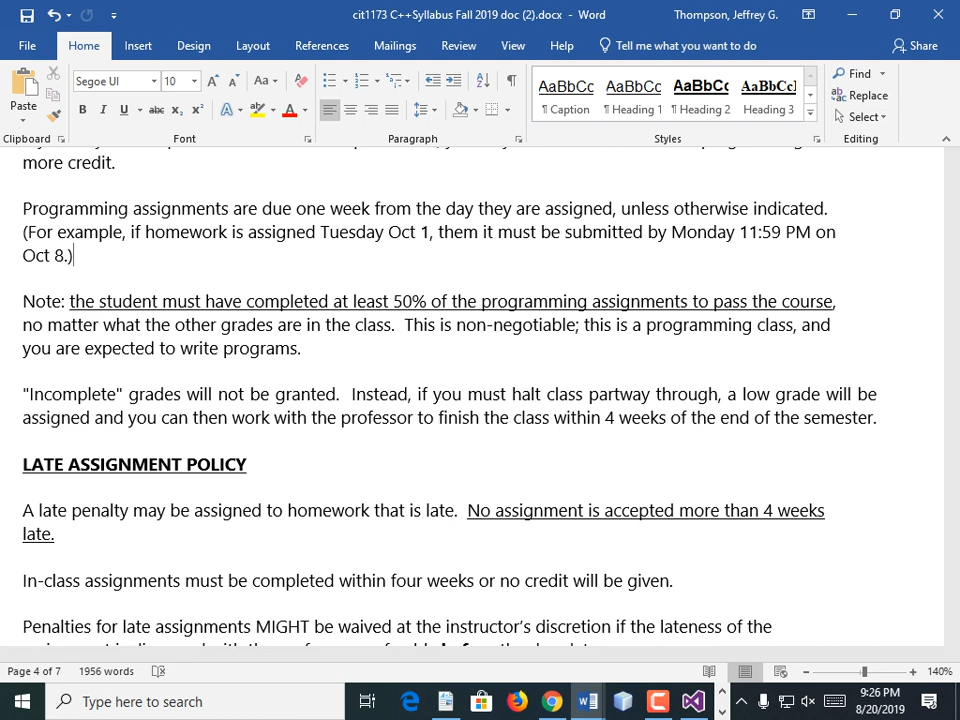 cit1173 C++Syllabus Fall 2019 doc (2).docx - Word
Thompson, Jeffrey G.
File Home Insert Design Layout References Mailings Review View Help Tell me what you want to do Share
Paste
Segoe UI 10
Aa
B I U abc x₂ x²
A A
AaBbCc AaBbCc AaBbCc AaBbCcI
¶ Caption ¶ Heading 1 ¶ Heading 2 Heading 3
Find
Replace
Select
Clipboard Font Paragraph Styles Editing
more credit.
Programming assignments are due one week from the day they are assigned, unless otherwise indicated.
(For example, if homework is assigned Tuesday Oct 1, them it must be submitted by Monday 11:59 PM on
Oct 8.)
Note: the student must have completed at least 50% of the programming assignments to pass the course,
no matter what the other grades are in the class. This is non-negotiable; this is a programming class, and
you are expected to write programs.
"Incomplete" grades will not be granted. Instead, if you must halt class partway through, a low grade will be
assigned and you can then work with the professor to finish the class within 4 weeks of the end of the semester.
LATE ASSIGNMENT POLICY
A late penalty may be assigned to homework that is late. No assignment is accepted more than 4 weeks
late.
In-class assignments must be completed within four weeks or no credit will be given.
Penalties for late assignments MIGHT be waived at the instructor's discretion if the lateness of the
Page 4 of 7 1956 words 140%
Type here to search
9:26 PM
8/20/2019